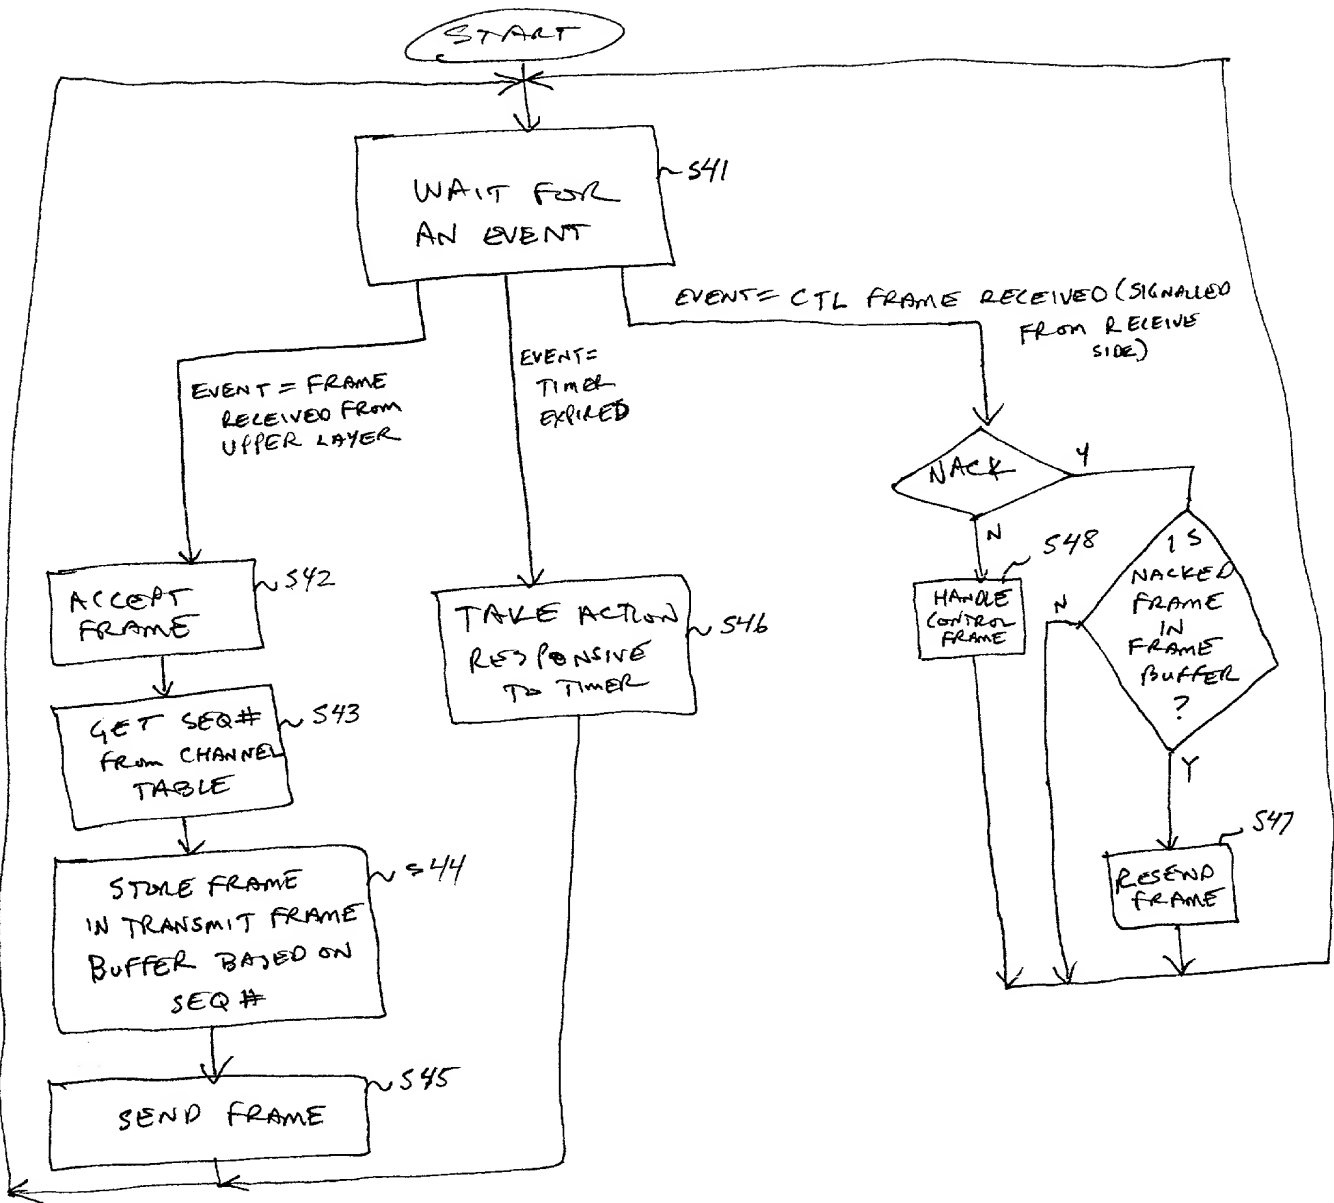 START
WAIT FOR
AN EVENT
S41
EVENT = CTL FRAME RECEIVED (SIGNALLED
FROM RECEIVE
SIDE)
EVENT =
TIMER
EXPIRED
EVENT = FRAME
RECEIVED FROM
UPPER LAYER
NACK
Y
N
S48
HANDLE
CONTROL
FRAME
IS
NACKED
FRAME
IN
FRAME
BUFFER
?
N
Y
S47
RESEND
FRAME
ACCEPT
FRAME
S42
TAKE ACTION
RESPONSIVE
TO TIMER
S46
GET SEQ#
FROM CHANNEL
TABLE
S43
STORE FRAME
IN TRANSMIT FRAME
BUFFER BASED ON
SEQ #
S44
SEND FRAME
S45